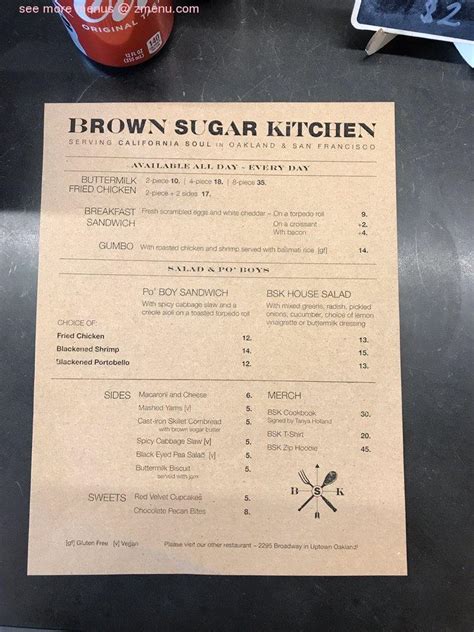 see more menus @ zmenu.com
ORIGINAL TA
140
12 FL OZ
(355 mL)
$2
BROWN SUGAR KiTCHEN
SERVING CALIFORNIA SOUL IN OAKLAND & SAN FRANCISCO
AVAILABLE ALL DAY - EVERY DAY
BUTTERMILK FRIED CHICKEN
2-piece 10. | 4-piece 18. | 8-piece 35.
2-piece + 2 sides 17.
BREAKFAST SANDWICH
Fresh scrambled eggs and white cheddar – On a torpedo roll 9.
On a croissant +2.
With bacon +4.
GUMBO With roasted chicken and shrimp served with basmati rice [gf] 14.
SALAD & PO' BOYS
Po' BOY SANDWICH
With spicy cabbage slaw and a
creole aioli on a toasted torpedo roll
BSK HOUSE SALAD
With mixed greens, radish, pickled
onions, cucumber, choice of lemon
vinaigrette or buttermilk dressing
CHOICE OF:
Fried Chicken 12. 13.
Blackened Shrimp 14. 15.
Blackened Portobello 12. 13.
SIDES
Macaroni and Cheese 6.
Mashed Yams [v] 5.
Cast-iron Skillet Cornbread 6.
with brown sugar butter
Spicy Cabbage Slaw [v] 5.
Black Eyed Pea Salad [v] 5.
Buttermilk Biscuit 5.
served with jam
MERCH
BSK Cookbook 30.
Signed by Tanya Holland
BSK T-Shirt 20.
BSK Zip Hoodie 45.
B S K
SWEETS
Red Velvet Cupcakes 5.
Chocolate Pecan Bites 8.
[gf] Gluten Free [v] Vegan
Please visit our other restaurant – 2295 Broadway in Uptown Oakland!